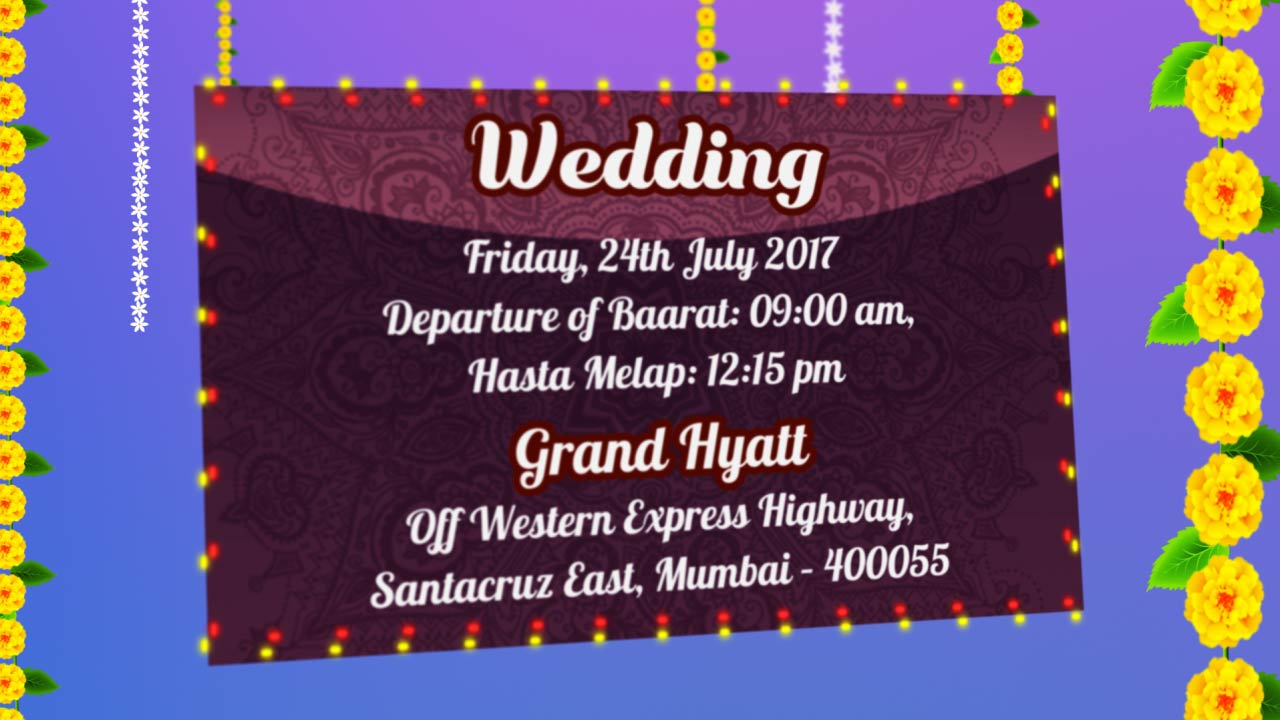 Wedding
Friday, 24th July 2017
Departure of Baarat: 09:00 am,
Hasta Melap: 12:15 pm
Grand Hyatt
Off Western Express Highway,
Santacruz East, Mumbai - 400055